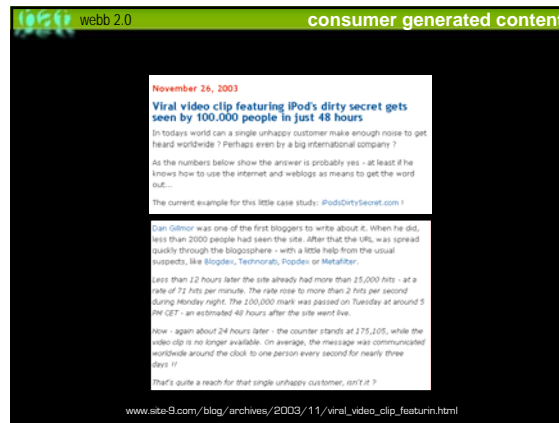 webb 2.0
consumer generated content
November 26, 2003
Viral video clip featuring iPod's dirty secret gets
seen by 100.000 people in just 48 hours
In todays world can a single unhappy customer make enough noise to get
heard worldwide ? Perhaps even by a big international company ?
As the numbers below show the answer is probably yes - at least if he
knows how to use the internet and weblogs as means to get the word
out...
The current example for this little case study: iPodsDirtySecret.com !
Dan Gillmor was one of the first bloggers to write about it. When he did,
less than 2000 people had seen the site. After that the URL, was spread
quickly through the blogosphere - with a little help from the usual
suspects, like Blogdex, Technorati, Popdex or Metafilter.
Less than 12 hours later the site already had more than 15,000 hits - at a
rate of 71 hits per minute. The rate rose to more than 2 hits per second
during Monday night. The 100,000 mark was passed on Tuesday at around 5
PM CET - an estimated 48 hours after the site went live.
Now - again about 24 hours later - the counter stands at 175,105, while the
video clip is no longer available. On average, the message was communicated
worldwide around the clock to one person every second for nearly three
days !!
That's quite a reach for that single unhappy customer, isn't it ?
www.site-9.com/blog/archives/2003/11/viral_video_clip_featurin.html